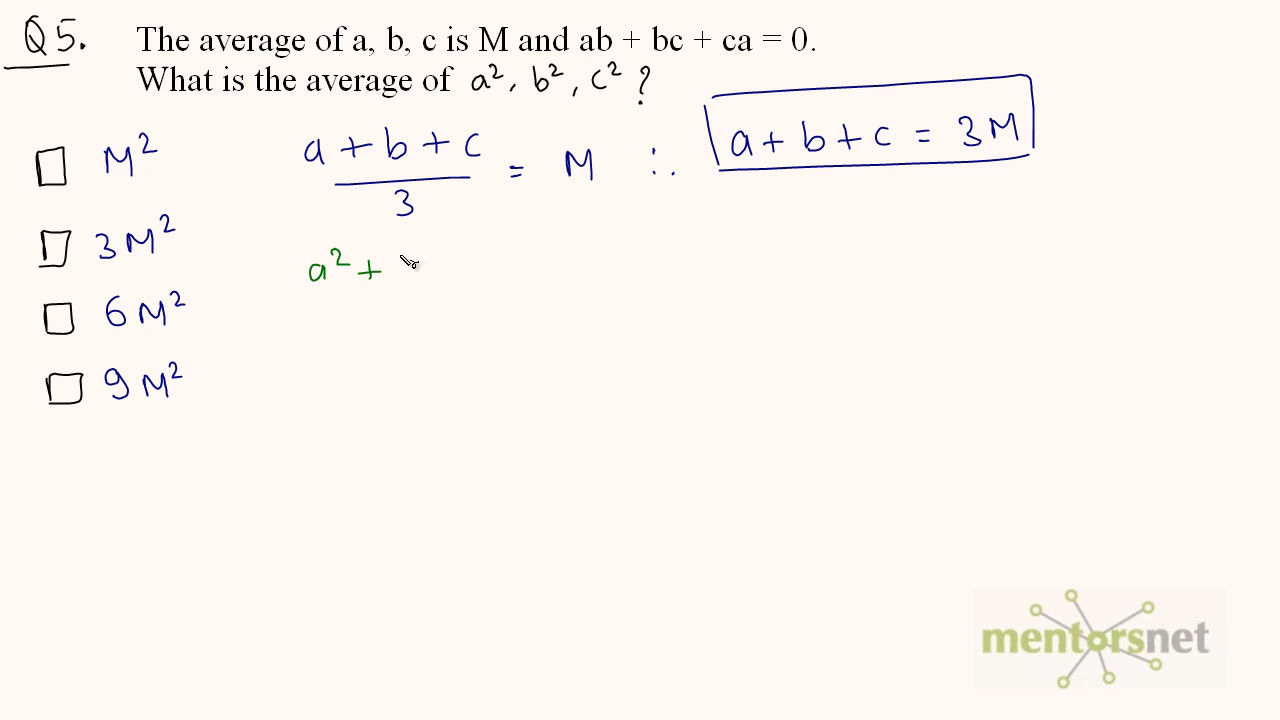 Q5. The average of a, b, c is M and ab + bc + ca = 0.
What is the average of a², b², c² ?
□ M²
□ 3M²
□ 6M²
□ 9M²
a + b + c
3
= M ∴ a + b + c = 3M
a² +
mentorsnet